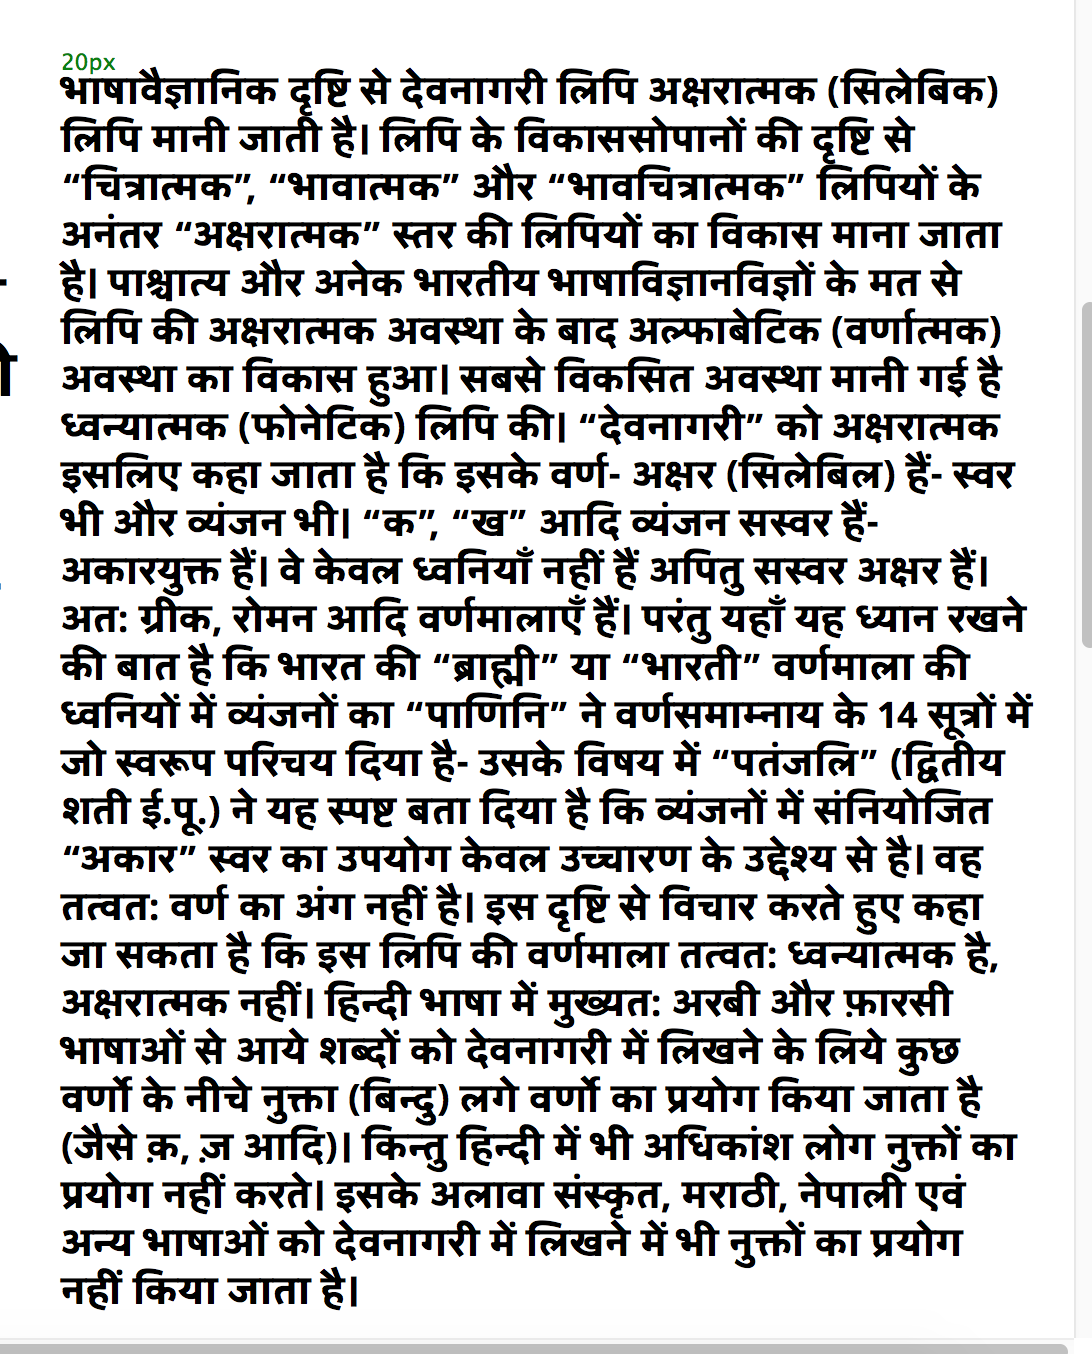 20px
भाषावैज्ञानिक दृष्टि से देवनागरी लिपि अक्षरात्मक (सिलेबिक)
लिपि मानी जाती है। लिपि के विकाससोपानों की दृष्टि से
“चित्रात्मक”, “भावात्मक” और “भावचित्रात्मक” लिपियों के
अनंतर “अक्षरात्मक” स्तर की लिपियों का विकास माना जाता
है। पाश्चात्य और अनेक भारतीय भाषाविज्ञानविज्ञों के मत से
लिपि की अक्षरात्मक अवस्था के बाद अल्फाबेटिक (वर्णात्मक)
अवस्था का विकास हुआ। सबसे विकसित अवस्था मानी गई है
ध्वन्यात्मक (फोनेटिक) लिपि की। “देवनागरी” को अक्षरात्मक
इसलिए कहा जाता है कि इसके वर्ण- अक्षर (सिलेबिल) हैं- स्वर
भी और व्यंजन भी। “क”, “ख” आदि व्यंजन सस्वर हैं-
अकारयुक्त हैं। वे केवल ध्वनियाँ नहीं हैं अपितु सस्वर अक्षर हैं।
अत: ग्रीक, रोमन आदि वर्णमालाएँ हैं। परंतु यहाँ यह ध्यान रखने
की बात है कि भारत की “ब्राह्मी” या “भारती” वर्णमाला की
ध्वनियों में व्यंजनों का “पाणिनि” ने वर्णसमाम्नाय के 14 सूत्रों में
जो स्वरूप परिचय दिया है- उसके विषय में “पतंजलि” (द्वितीय
शती ई.पू.) ने यह स्पष्ट बता दिया है कि व्यंजनों में संनियोजित
“अकार” स्वर का उपयोग केवल उच्चारण के उद्देश्य से है। वह
तत्वत: वर्ण का अंग नहीं है। इस दृष्टि से विचार करते हुए कहा
जा सकता है कि इस लिपि की वर्णमाला तत्वत: ध्वन्यात्मक है,
अक्षरात्मक नहीं। हिन्दी भाषा में मुख्यत: अरबी और फ़ारसी
भाषाओं से आये शब्दों को देवनागरी में लिखने के लिये कुछ
वर्णो के नीचे नुक्ता (बिन्दु) लगे वर्णो का प्रयोग किया जाता है
(जैसे क़, ज़ आदि)। किन्तु हिन्दी में भी अधिकांश लोग नुक्तों का
प्रयोग नहीं करते। इसके अलावा संस्कृत, मराठी, नेपाली एवं
अन्य भाषाओं को देवनागरी में लिखने में भी नुक्तों का प्रयोग
नहीं किया जाता है।